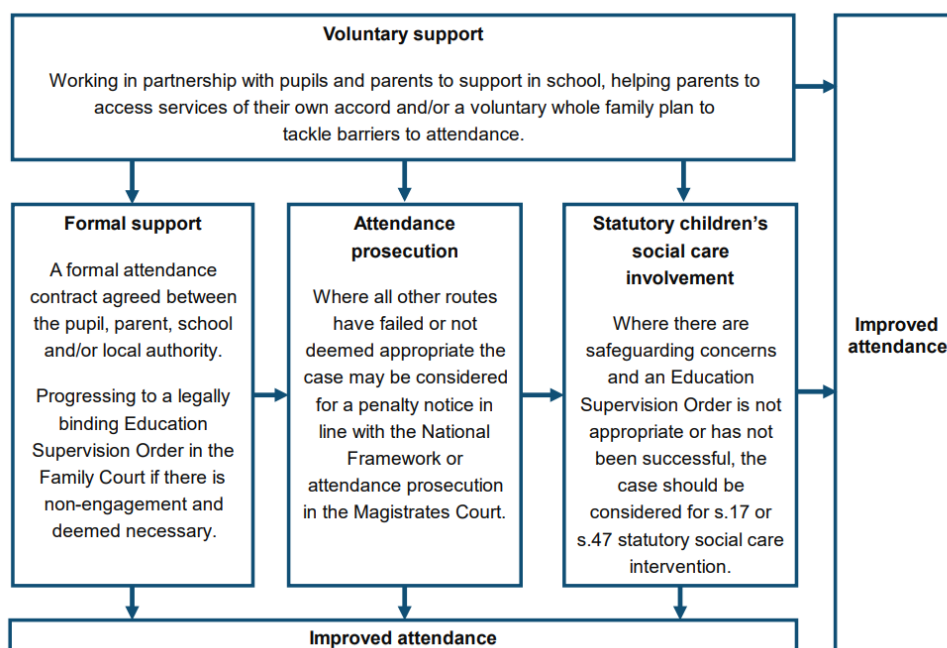 Voluntary support
Working in partnership with pupils and parents to support in school, helping parents to
access services of their own accord and/or a voluntary whole family plan to
tackle barriers to attendance.
Formal support
A formal attendance
contract agreed between
the pupil, parent, school
and/or local authority.
Progressing to a legally
binding Education
Supervision Order in the
Family Court if there is
non-engagement and
deemed necessary.
Attendance
prosecution
Where all other routes
have failed or not
deemed appropriate the
case may be considered
for a penalty notice in
line with the National
Framework or
attendance prosecution
in the Magistrates Court.
Statutory children's
social care
involvement
Where there are
safeguarding concerns
and an Education
Supervision Order is not
appropriate or has not
been successful, the
case should be
considered for s.17 or
s.47 statutory social care
intervention.
Improved
attendance
Improved attendance